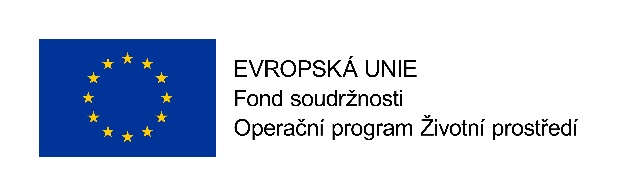 EVROPSKÁ UNIE
Fond soudržnosti
Operační program Životní prostředí